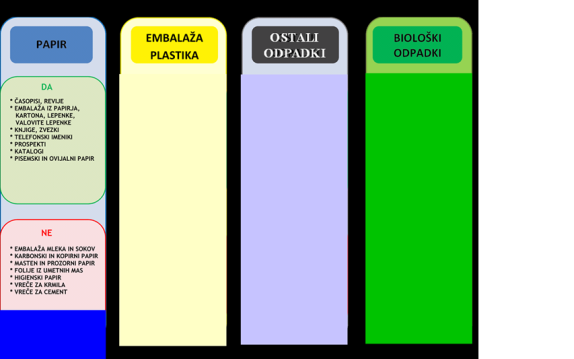 PAPIR
DA
* ČASOPISI, REVIJE
* EMBALAŽA IZ PAPIRJA,
KARTONA, LEPENKE,
VALOVITE LEPENKE
* KNJIGE, ZVEZKI
* TELEFONSKI IMENIKI
* PROSPEKTI
* KATALOGI
* PISEMSKI IN OVIJALNI PAPIR
NE
* EMBALAŽA MLEKA IN SOKOV
* KARBONSKI IN KOPIRNI PAPIR
* MASTEN IN PROZORNI PAPIR
* FOLIJE IZ UMETNIH MAS
* HIGIENSKI PAPIR
* VREČE ZA KRMILA
* VREČE ZA CEMENT
EMBALAŽA
PLASTIKA
OSTALI
ODPADKI
BIOLOŠKI
ODPADKI